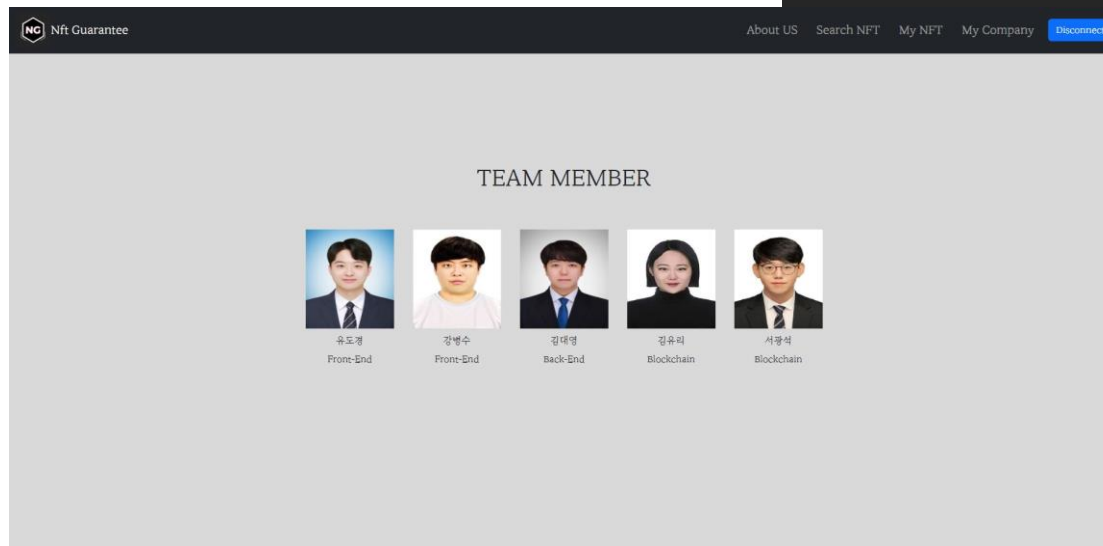 NG Nft Guarantee About US Search NFT My NFT My Company Disconnect
TEAM MEMBER
유도경 강병수 김대영 김유리 서광석
Front-End Front-End Back-End Blockchain Blockchain